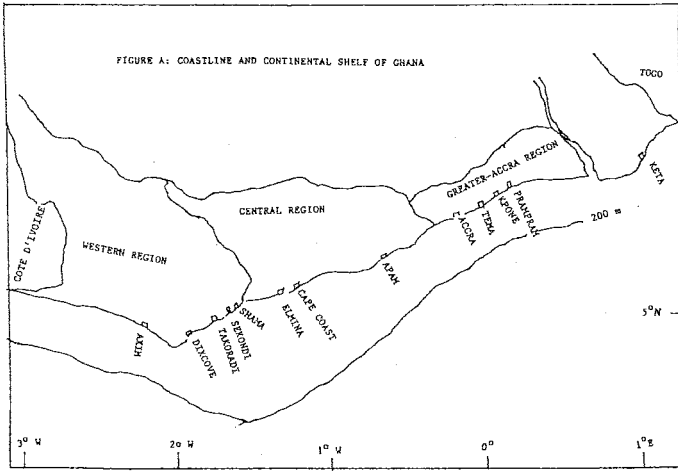 FIGURE A: COASTLINE AND CONTINENTAL SHELF OF GHANA
TOGO
KETA
GREATER-ACCRA REGION
PRANPRAM
KPONE
TEMA
ACCRA
200 m
CENTRAL REGION
COTE D'IVOIRE
WESTERN REGION
APAM
CAPE COAST
ELMINA
SHAMA
SEKONDI
TAKORADI
DIXCOVE
AXIM
5°N
3° W
2° W
1° W
0°
1°E